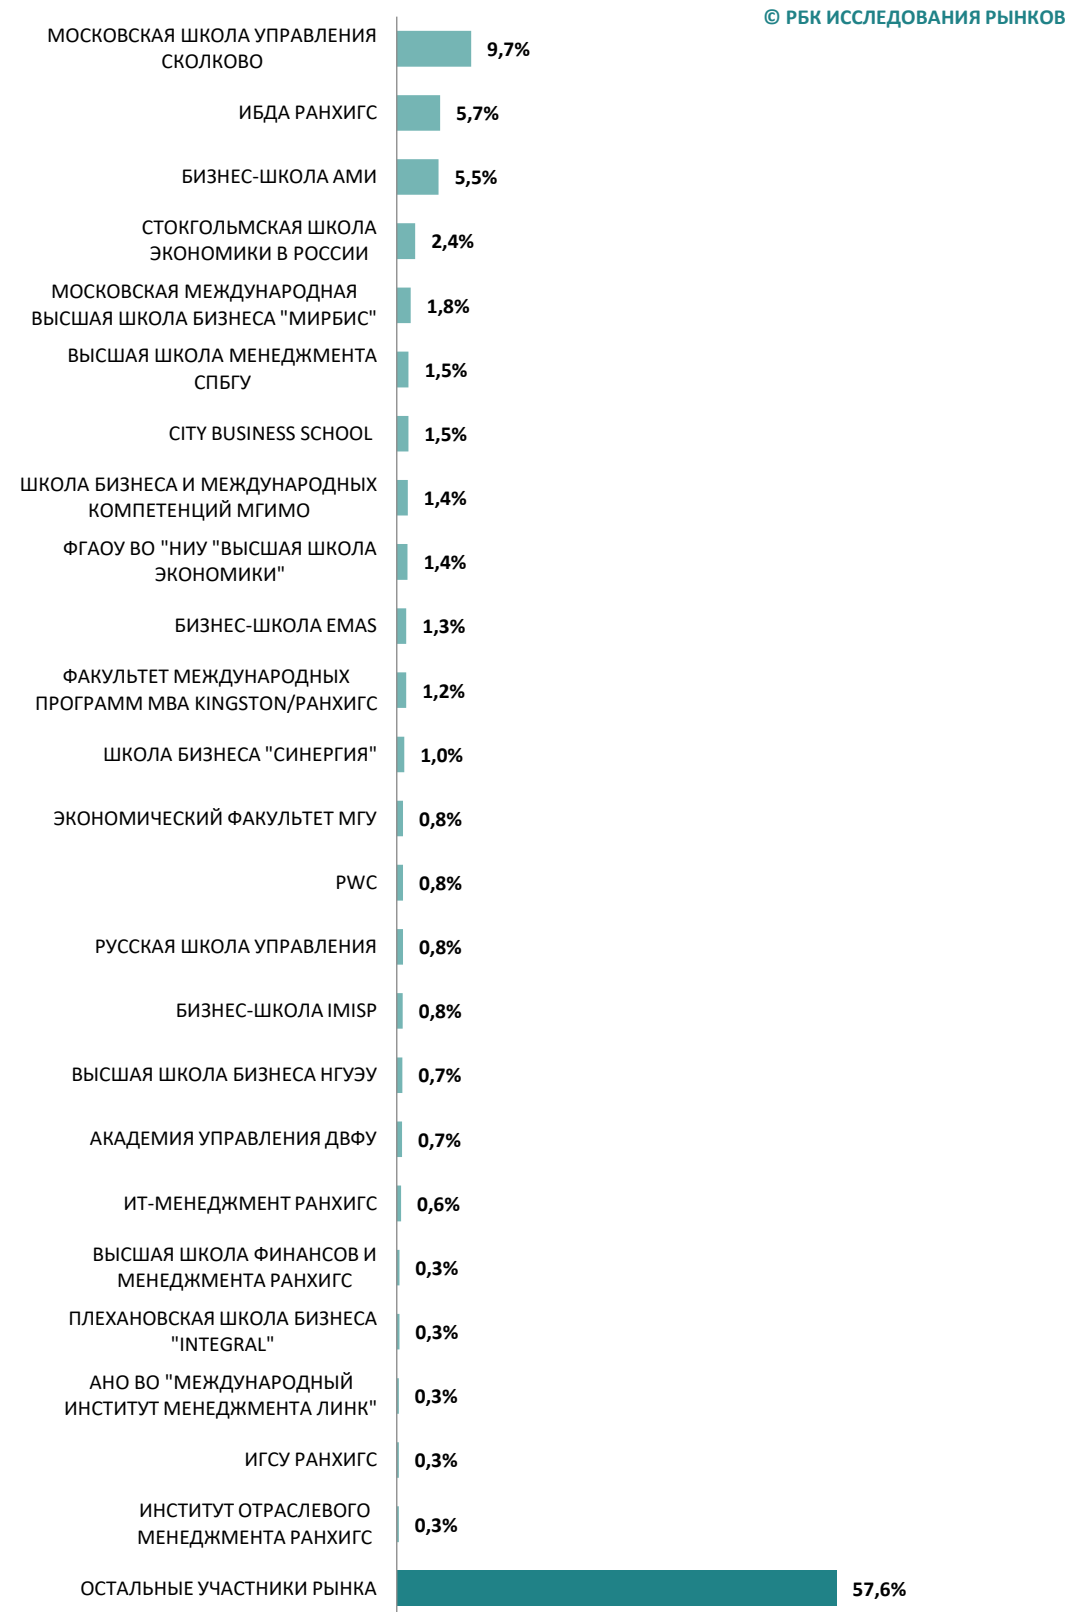 © РБК ИССЛЕДОВАНИЯ РЫНКОВ
МОСКОВСКАЯ ШКОЛА УПРАВЛЕНИЯ
СКОЛКОВО
9,7%
ИБДА РАНХИГС
5,7%
БИЗНЕС-ШКОЛА АМИ
5,5%
СТОКГОЛЬМСКАЯ ШКОЛА
ЭКОНОМИКИ В РОССИИ
2,4%
МОСКОВСКАЯ МЕЖДУНАРОДНАЯ
ВЫСШАЯ ШКОЛА БИЗНЕСА "МИРБИС"
1,8%
ВЫСШАЯ ШКОЛА МЕНЕДЖМЕНТА
СПБГУ
1,5%
CITY BUSINESS SCHOOL
1,5%
ШКОЛА БИЗНЕСА И МЕЖДУНАРОДНЫХ
КОМПЕТЕНЦИЙ МГИМО
1,4%
ФГАОУ ВО "НИУ "ВЫСШАЯ ШКОЛА
ЭКОНОМИКИ"
1,4%
БИЗНЕС-ШКОЛА EMAS
1,3%
ФАКУЛЬТЕТ МЕЖДУНАРОДНЫХ
ПРОГРАММ MBA KINGSTON/РАНХИГС
1,2%
ШКОЛА БИЗНЕСА "СИНЕРГИЯ"
1,0%
ЭКОНОМИЧЕСКИЙ ФАКУЛЬТЕТ МГУ
0,8%
PWC
0,8%
РУССКАЯ ШКОЛА УПРАВЛЕНИЯ
0,8%
БИЗНЕС-ШКОЛА IMISP
0,8%
ВЫСШАЯ ШКОЛА БИЗНЕСА НГУЭУ
0,7%
АКАДЕМИЯ УПРАВЛЕНИЯ ДВФУ
0,7%
ИТ-МЕНЕДЖМЕНТ РАНХИГС
0,6%
ВЫСШАЯ ШКОЛА ФИНАНСОВ И
МЕНЕДЖМЕНТА РАНХИГС
0,3%
ПЛЕХАНОВСКАЯ ШКОЛА БИЗНЕСА
"INTEGRAL"
0,3%
АНО ВО "МЕЖДУНАРОДНЫЙ
ИНСТИТУТ МЕНЕДЖМЕНТА ЛИНК"
0,3%
ИГСУ РАНХИГС
0,3%
ИНСТИТУТ ОТРАСЛЕВОГО
МЕНЕДЖМЕНТА РАНХИГС
0,3%
ОСТАЛЬНЫЕ УЧАСТНИКИ РЫНКА
57,6%